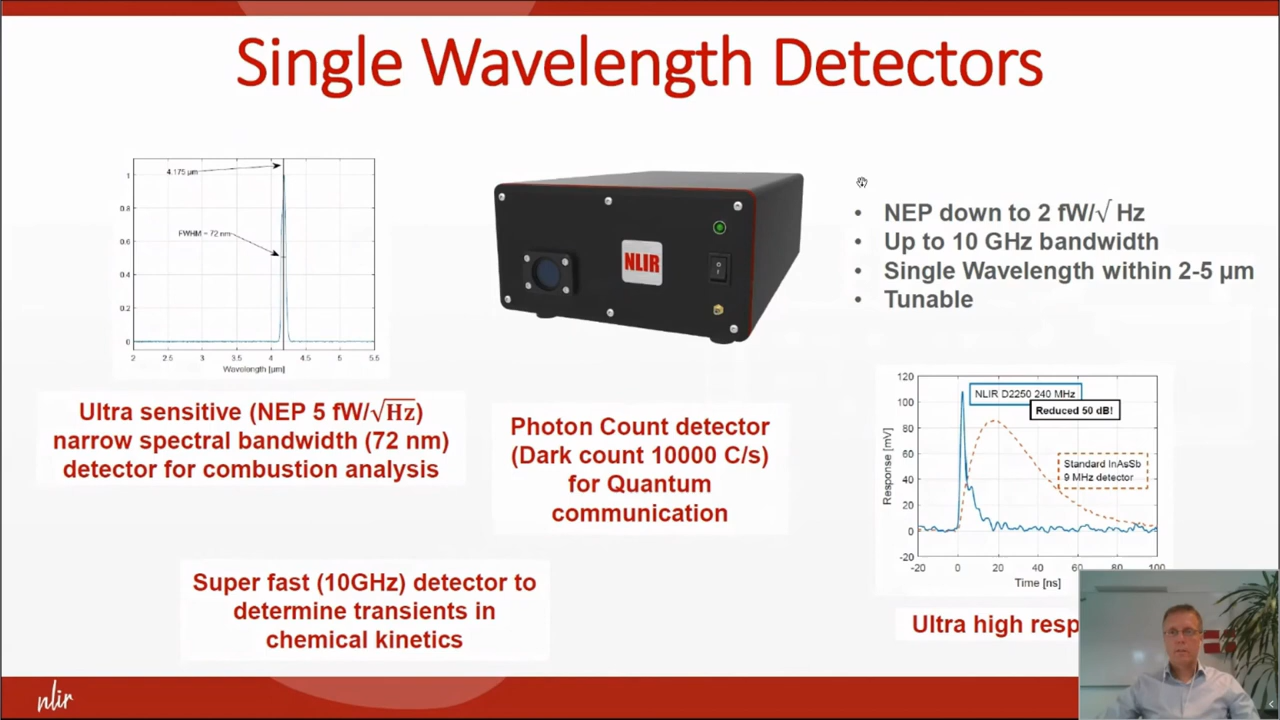 Single Wavelength Detectors
4.175 µm
FWHM = 72 nm
1
0.8
0.6
0.4
0.2
0
2 2.5 3 3.5 4 4.5 5 5.5
Wavelength [µm]
NLIR
• NEP down to 2 fW/√ Hz
• Up to 10 GHz bandwidth
• Single Wavelength within 2-5 µm
• Tunable
Ultra sensitive (NEP 5 fW/√Hz)
narrow spectral bandwidth (72 nm)
detector for combustion analysis
Photon Count detector
(Dark count 10000 C/s)
for Quantum
communication
120
100
80
60
40
20
0
-20
Response [mV]
NLIR D2250 240 MHz
Reduced 50 dB!
Standard InAsSb
9 MHz detector
-20 0 20 40 60 80 100
Time [ns]
Super fast (10GHz) detector to
determine transients in
chemical kinetics
Ultra high resp
nlir